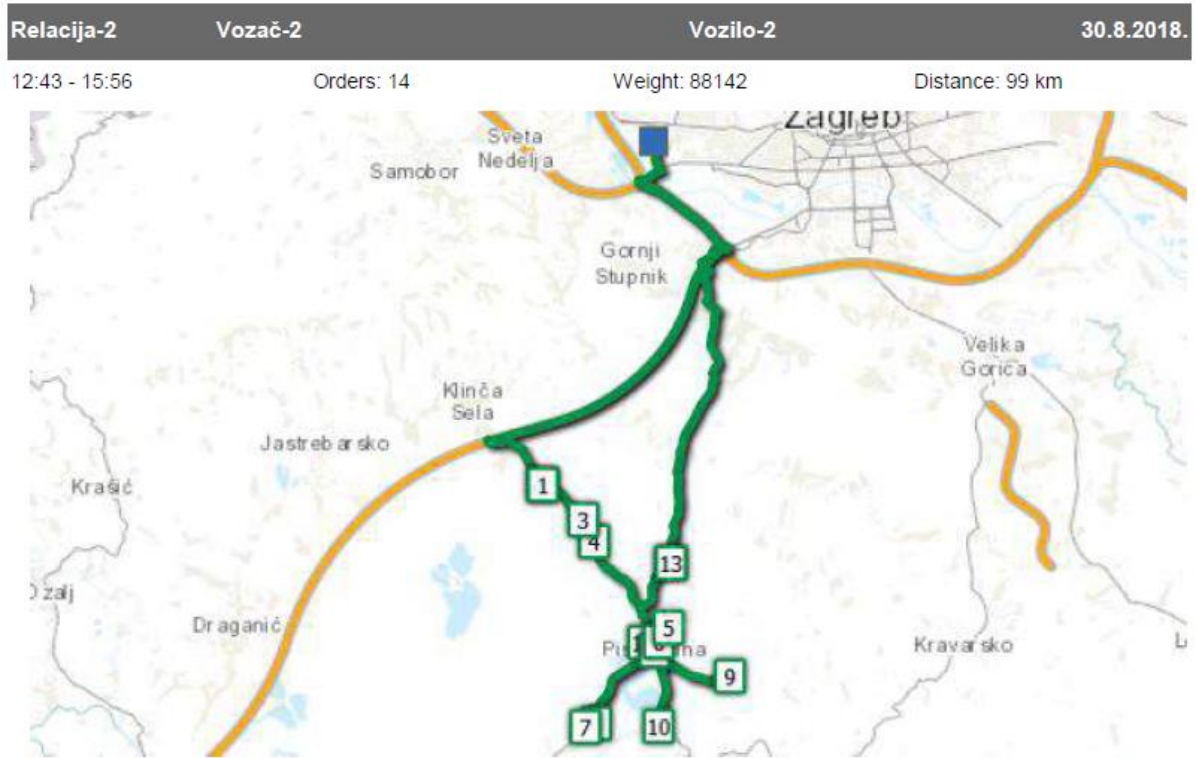 Relacija-2 Vozač-2 Vozilo-2 30.8.2018.
12:43 - 15:56 Orders: 14 Weight: 88142 Distance: 99 km
Zagreb
Sveta
Nedelja
Samobor
Gornji
Stupnik
Velika
Gorica
Klinča
Sela
Jastrebarsko
Krašić
1
3
4
13
Draganić
5
Kravarsko
9
7
10